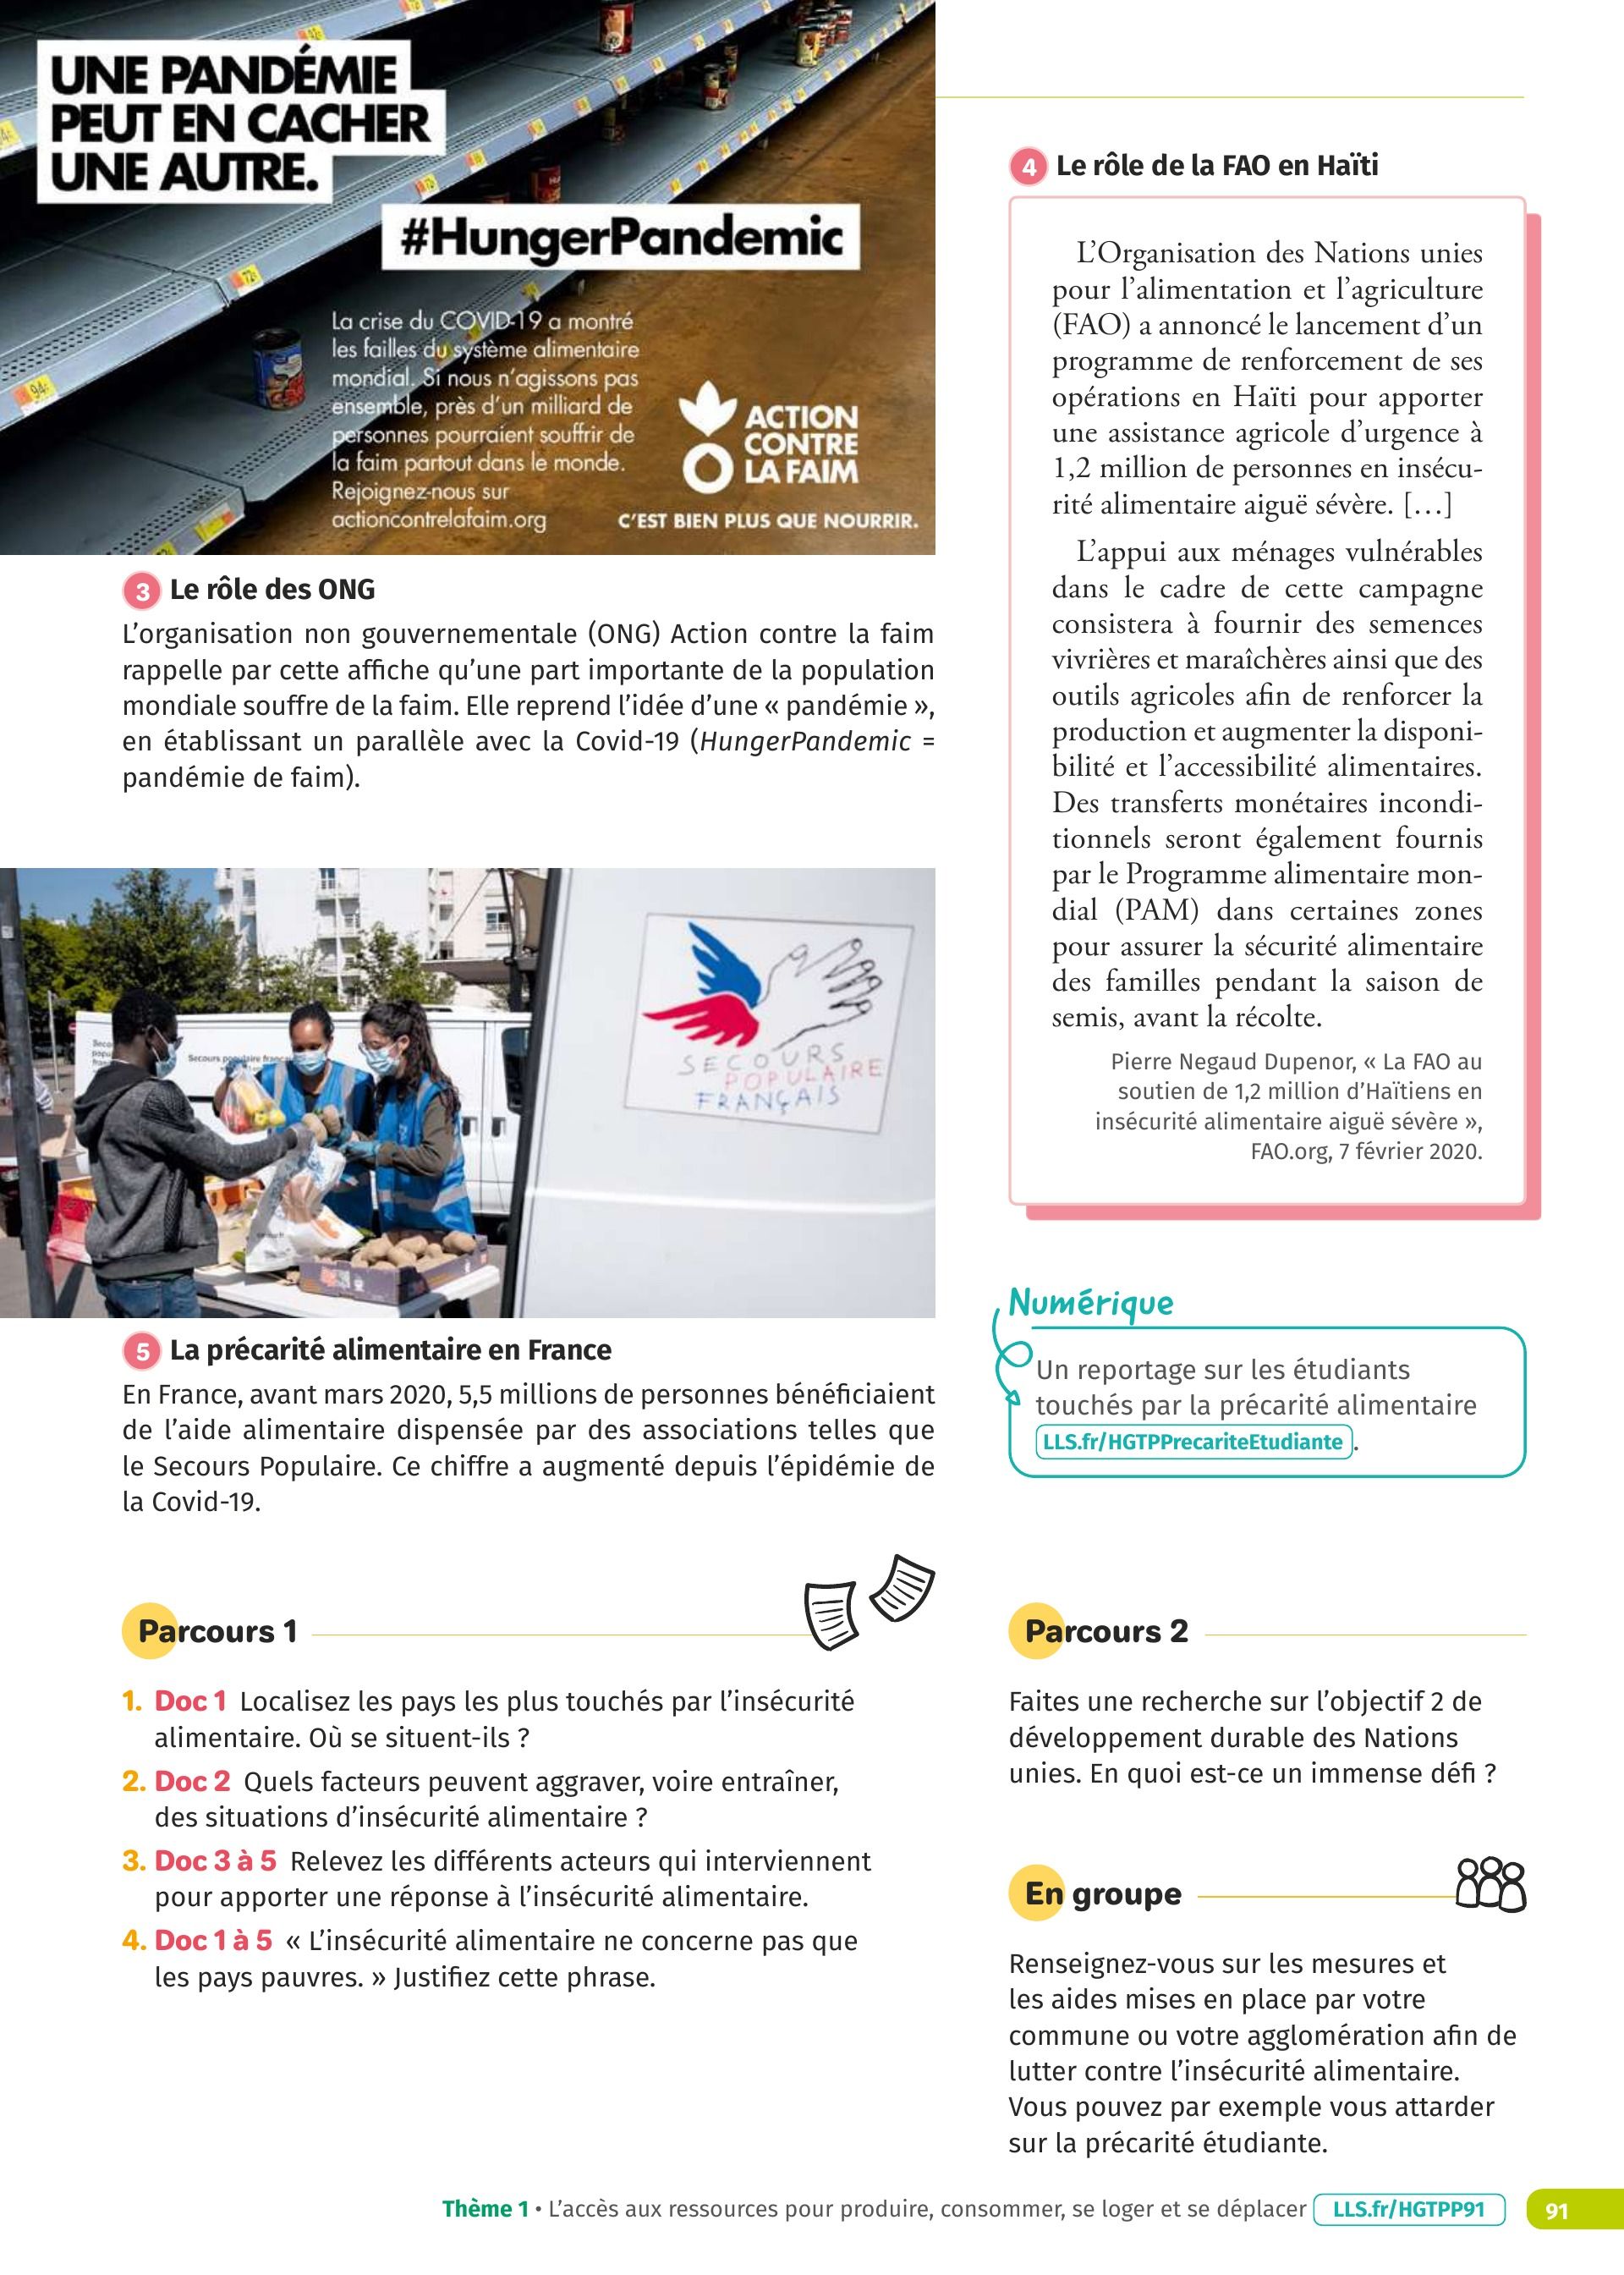 UNE PANDÉMIE
PEUT EN CACHER
UNE AUTRE.
#HungerPandemic
La crise du COVID-19 a montré
les failles du système alimentaire
mondial. Si nous n'agissons pas
ensemble, près d'un milliard de
personnes pourraient souffrir de
la faim partout dans le monde.
Rejoignez-nous sur
actioncontrelafaim.org
ACTION
CONTRE
LA FAIM
C'EST BIEN PLUS QUE NOURRIR.
3 Le rôle des ONG
L'organisation non gouvernementale (ONG) Action contre la faim
rappelle par cette affiche qu'une part importante de la population
mondiale souffre de la faim. Elle reprend l'idée d'une « pandémie »,
en établissant un parallèle avec la Covid-19 (HungerPandemic =
pandémie de faim).
Secours populaire français
SECOURS
POPULAIRE
FRANÇAIS
5 La précarité alimentaire en France
En France, avant mars 2020, 5,5 millions de personnes bénéficiaient
de l'aide alimentaire dispensée par des associations telles que
le Secours Populaire. Ce chiffre a augmenté depuis l'épidémie de
la Covid-19.
4 Le rôle de la FAO en Haïti
L'Organisation des Nations unies
pour l'alimentation et l'agriculture
(FAO) a annoncé le lancement d'un
programme de renforcement de ses
opérations en Haïti pour apporter
une assistance agricole d'urgence à
1,2 million de personnes en insécu-
rité alimentaire aiguë sévère. […]
L'appui aux ménages vulnérables
dans le cadre de cette campagne
consistera à fournir des semences
vivrières et maraîchères ainsi que des
outils agricoles afin de renforcer la
production et augmenter la disponi-
bilité et l'accessibilité alimentaires.
Des transferts monétaires incondi-
tionnels seront également fournis
par le Programme alimentaire mon-
dial (PAM) dans certaines zones
pour assurer la sécurité alimentaire
des familles pendant la saison de
semis, avant la récolte.
Pierre Negaud Dupenor, « La FAO au
soutien de 1,2 million d'Haïtiens en
insécurité alimentaire aiguë sévère »,
FAO.org, 7 février 2020.
Numérique
Un reportage sur les étudiants
touchés par la précarité alimentaire
LLS.fr/HGTPPrecariteEtudiante.
Parcours 1
1. Doc 1 Localisez les pays les plus touchés par l'insécurité
alimentaire. Où se situent-ils ?
2. Doc 2 Quels facteurs peuvent aggraver, voire entraîner,
des situations d'insécurité alimentaire ?
3. Doc 3 à 5 Relevez les différents acteurs qui interviennent
pour apporter une réponse à l'insécurité alimentaire.
4. Doc 1 à 5 « L'insécurité alimentaire ne concerne pas que
les pays pauvres. » Justifiez cette phrase.
Parcours 2
Faites une recherche sur l'objectif 2 de
développement durable des Nations
unies. En quoi est-ce un immense défi ?
En groupe
Renseignez-vous sur les mesures et
les aides mises en place par votre
commune ou votre agglomération afin de
lutter contre l'insécurité alimentaire.
Vous pouvez par exemple vous attarder
sur la précarité étudiante.
Thème 1 • L'accès aux ressources pour produire, consommer, se loger et se déplacer LLS.fr/HGTPP91 91